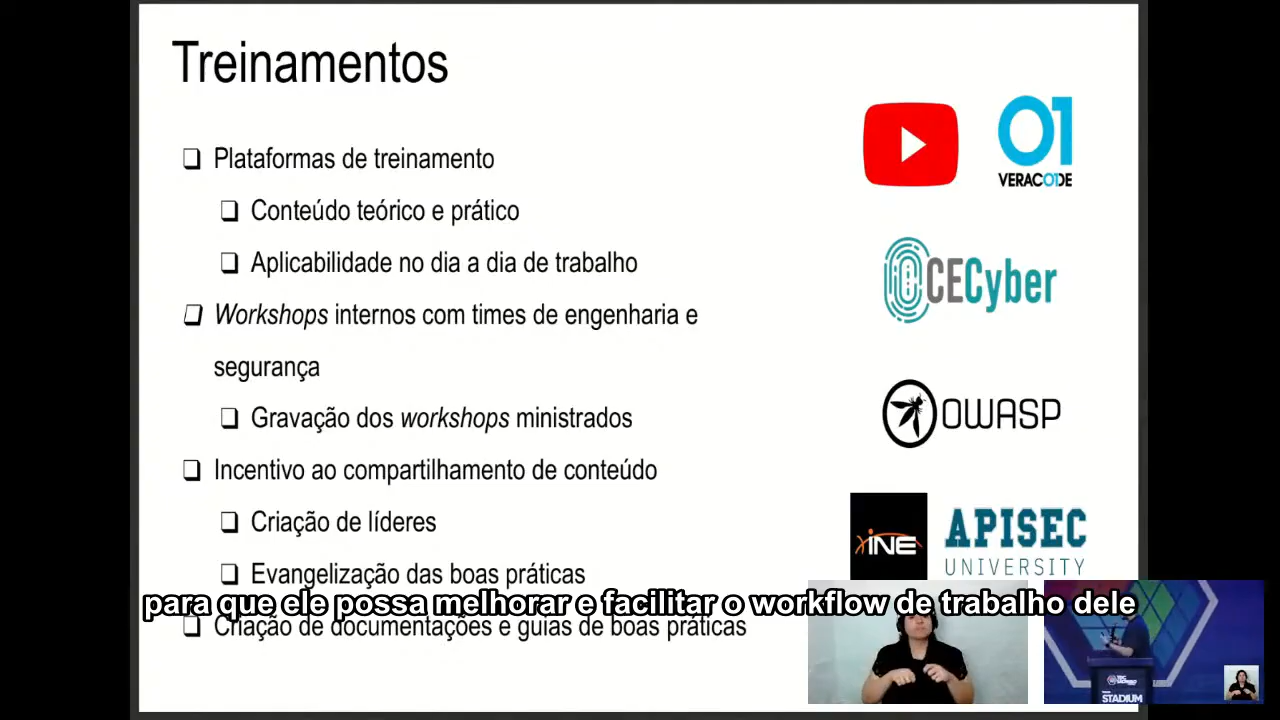 Treinamentos
Plataformas de treinamento
Conteúdo teórico e prático
Aplicabilidade no dia a dia de trabalho
Workshops internos com times de engenharia e
segurança
Gravação dos workshops ministrados
Incentivo ao compartilhamento de conteúdo
Criação de líderes
Evangelização das boas práticas
Criação de documentações e guias de boas práticas
01
VERACODE
CECyber
OWASP
INE
APISEC
UNIVERSITY
para que ele possa melhorar e facilitar o workflow de trabalho dele
STADIUM